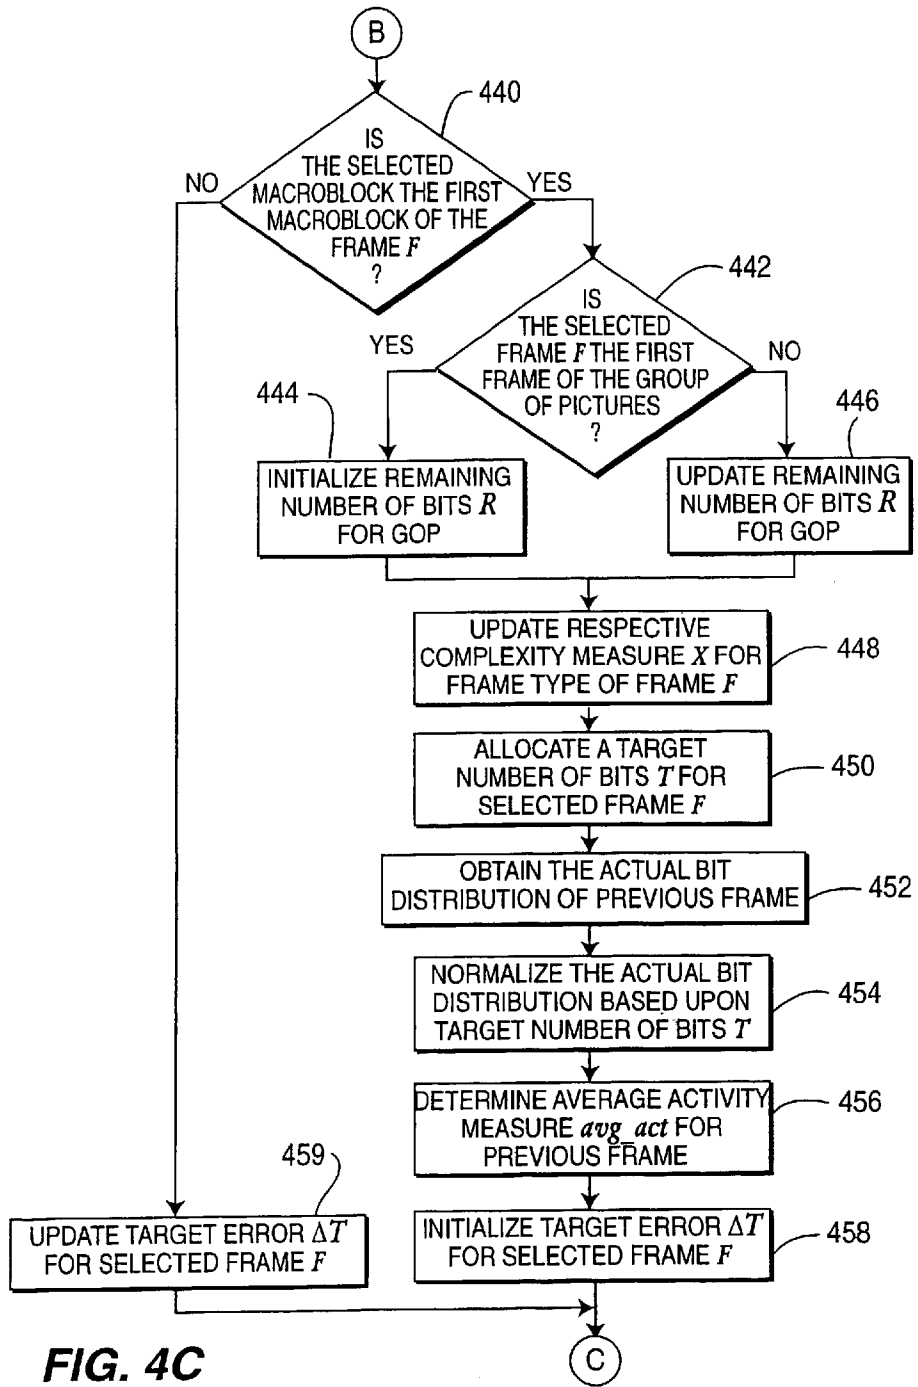 B
440
IS
THE SELECTED
MACROBLOCK THE FIRST
MACROBLOCK OF THE
FRAME F
?
NO
YES
442
IS
THE SELECTED
FRAME F THE FIRST
FRAME OF THE GROUP
OF PICTURES
?
YES
NO
444
INITIALIZE REMAINING
NUMBER OF BITS R
FOR GOP
446
UPDATE REMAINING
NUMBER OF BITS R
FOR GOP
UPDATE RESPECTIVE
COMPLEXITY MEASURE X FOR
FRAME TYPE OF FRAME F
448
ALLOCATE A TARGET
NUMBER OF BITS T FOR
SELECTED FRAME F
450
OBTAIN THE ACTUAL BIT
DISTRIBUTION OF PREVIOUS FRAME
452
NORMALIZE THE ACTUAL BIT
DISTRIBUTION BASED UPON
TARGET NUMBER OF BITS T
454
DETERMINE AVERAGE ACTIVITY
MEASURE avg_act FOR
PREVIOUS FRAME
456
459
UPDATE TARGET ERROR ΔT
FOR SELECTED FRAME F
INITIALIZE TARGET ERROR ΔT
FOR SELECTED FRAME F
458
C
FIG. 4C